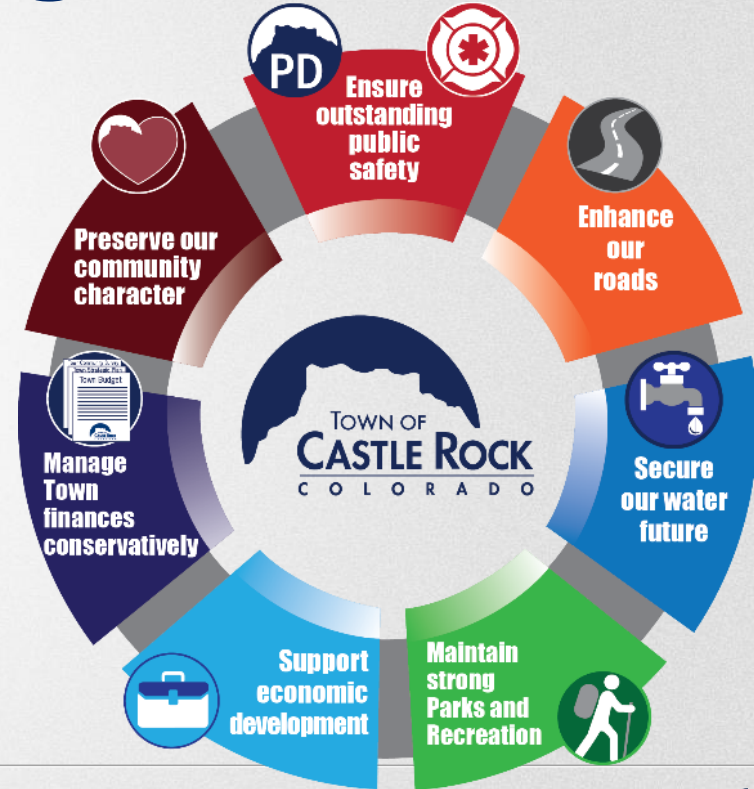 PD
Ensure
outstanding
public
safety
Enhance
our
roads
Secure
our water
future
Maintain
strong
Parks and
Recreation
Support
economic
development
Manage
Town
finances
conservatively
Town Budget
Preserve our
community
character
TOWN OF
CASTLE ROCK
COLORADO